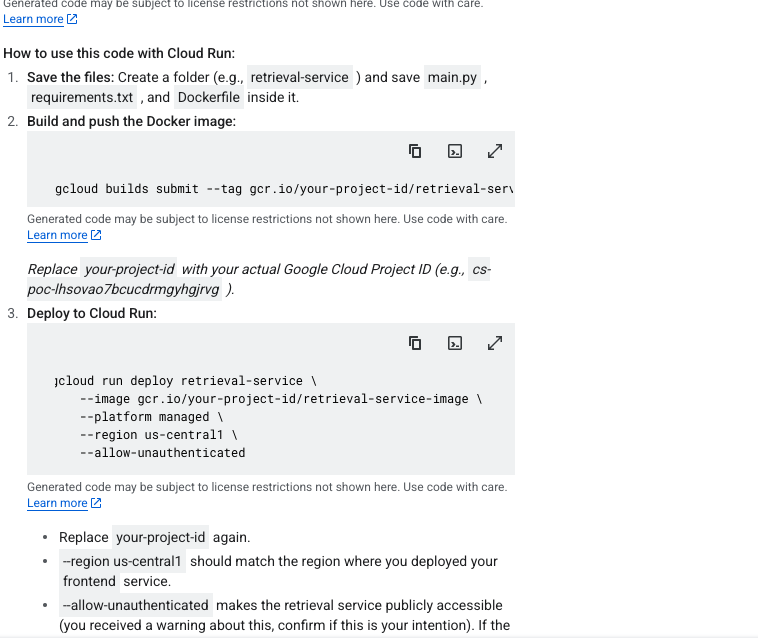 Generated code may be subject to license restrictions not shown here. Use code with care.
Learn more
How to use this code with Cloud Run:
1. Save the files: Create a folder (e.g., retrieval-service ) and save main.py ,
requirements.txt , and Dockerfile inside it.
2. Build and push the Docker image:
gcloud builds submit --tag gcr.io/your-project-id/retrieval-serv
Generated code may be subject to license restrictions not shown here. Use code with care.
Learn more
Replace your-project-id with your actual Google Cloud Project ID (e.g., cs-
poc-lhsovao7bcucdrmgyhgjrvg ).
3. Deploy to Cloud Run:
gcloud run deploy retrieval-service \
--image gcr.io/your-project-id/retrieval-service-image \
--platform managed \
--region us-central1 \
--allow-unauthenticated
Generated code may be subject to license restrictions not shown here. Use code with care.
Learn more
• Replace your-project-id again.
• --region us-central1 should match the region where you deployed your
frontend service.
• --allow-unauthenticated makes the retrieval service publicly accessible
(you received a warning about this, confirm if this is your intention). If the